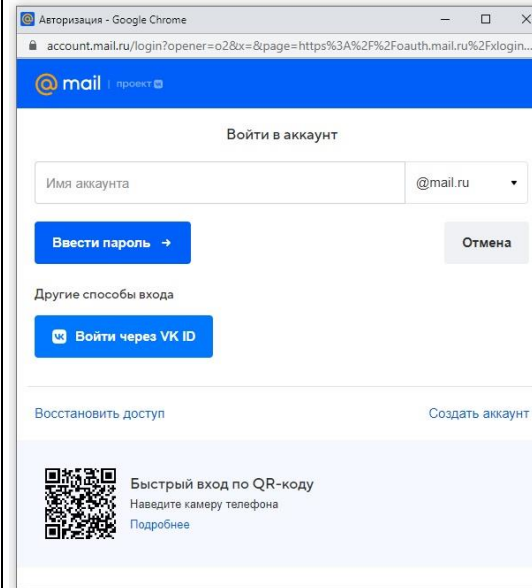 Авторизация - Google Chrome
account.mail.ru/login?opener=o2&x=&page=https%3A%2F%2Foauth.mail.ru%2Fxlogin...
@mail | проект
Войти в аккаунт
Имя аккаунта @mail.ru
Ввести пароль → Отмена
Другие способы входа
Войти через VK ID
Восстановить доступ Создать аккаунт
Быстрый вход по QR-коду
Наведите камеру телефона
Подробнее